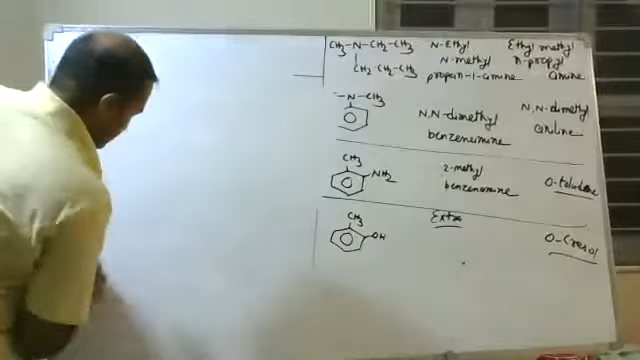 CH3-N-CH2-CH3 N-Ethyl Ethyl methyl
N-methyl n-propyl
CH2-CH2-CH3 propan-1-amine amine
-N-CH3 N,N-dimethyl N,N-dimethyl
benzenamine aniline
CH3
NH2 2-methyl
benzenamine O-toludene
CH3 Extra
OH O-Cresol